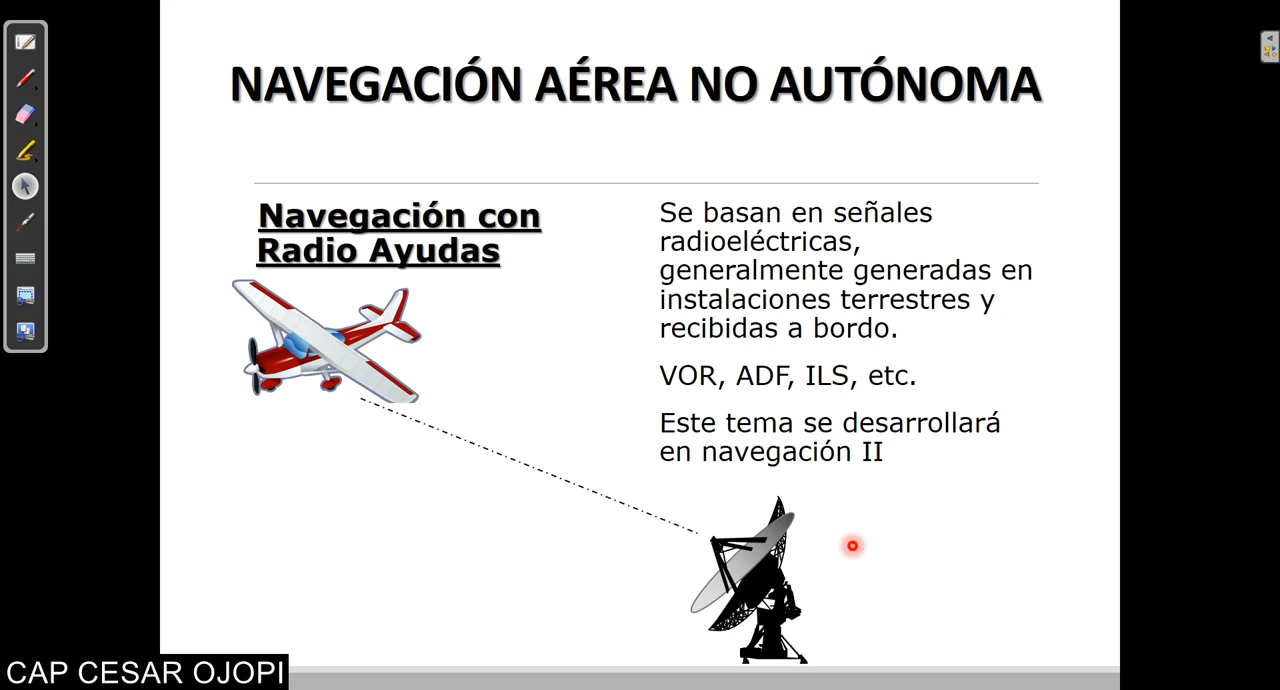 NAVEGACIÓN AÉREA NO AUTÓNOMA
Navegación con
Radio Ayudas
Se basan en señales
radioeléctricas,
generalmente generadas en
instalaciones terrestres y
recibidas a bordo.
VOR, ADF, ILS, etc.
Este tema se desarrollará
en navegación II
CAP CESAR OJOPI